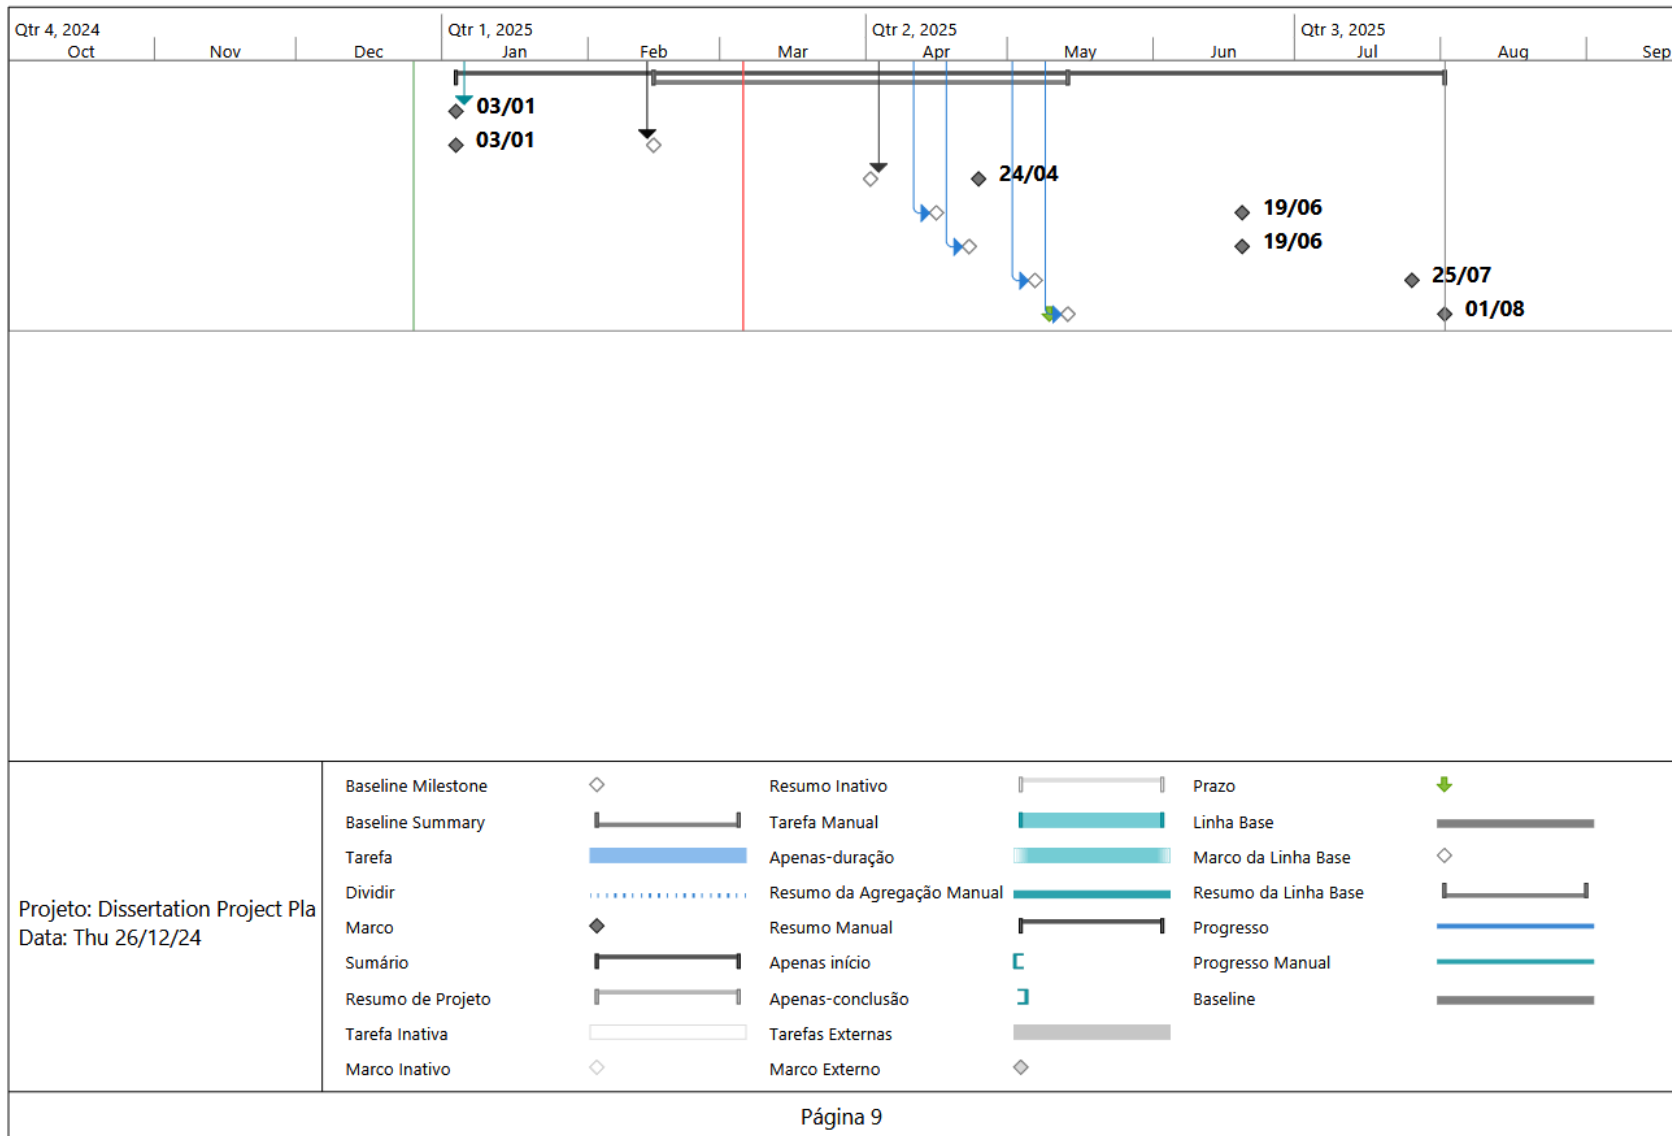 Qtr 4, 2024 Qtr 1, 2025 Qtr 2, 2025 Qtr 3, 2025
Oct Nov Dec Jan Feb Mar Apr May Jun Jul Aug Sep
03/01
03/01
24/04
19/06
19/06
25/07
01/08
Projeto: Dissertation Project Pla
Data: Thu 26/12/24
Baseline Milestone
Baseline Summary
Tarefa
Dividir
Marco
Sumário
Resumo de Projeto
Tarefa Inativa
Marco Inativo
Resumo Inativo
Tarefa Manual
Apenas-duração
Resumo da Agregação Manual
Resumo Manual
Apenas início
Apenas-conclusão
Tarefas Externas
Marco Externo
Prazo
Linha Base
Marco da Linha Base
Resumo da Linha Base
Progresso
Progresso Manual
Baseline
Página 9